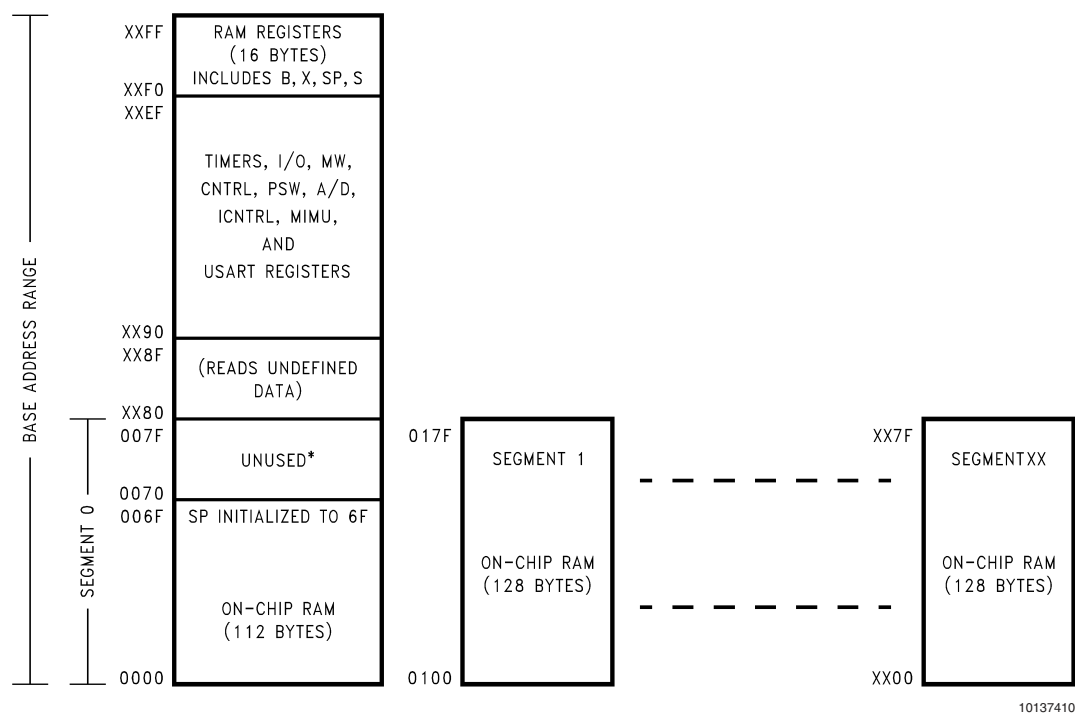 XXFF
RAM REGISTERS
(16 BYTES)
INCLUDES B, X, SP, S
XXF0
XXEF
TIMERS, I/O, MW,
CNTRL, PSW, A/D,
ICNTRL, MIMU,
AND
USART REGISTERS
XX90
XX8F
(READS UNDEFINED
DATA)
XX80
007F
UNUSED*
0070
006F
SP INITIALIZED TO 6F
ON-CHIP RAM
(112 BYTES)
0000
BASE ADDRESS RANGE
SEGMENT 0
017F
SEGMENT 1
ON-CHIP RAM
(128 BYTES)
0100
XX7F
SEGMENTXX
ON-CHIP RAM
(128 BYTES)
XX00
10137410